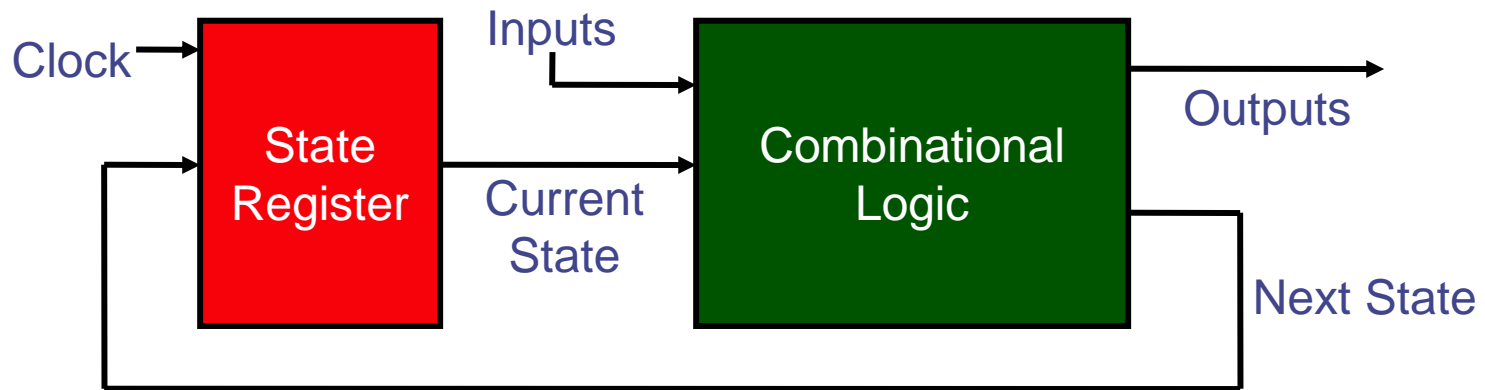 Clock
State
Register
Inputs
Current
State
Combinational
Logic
Outputs
Next State